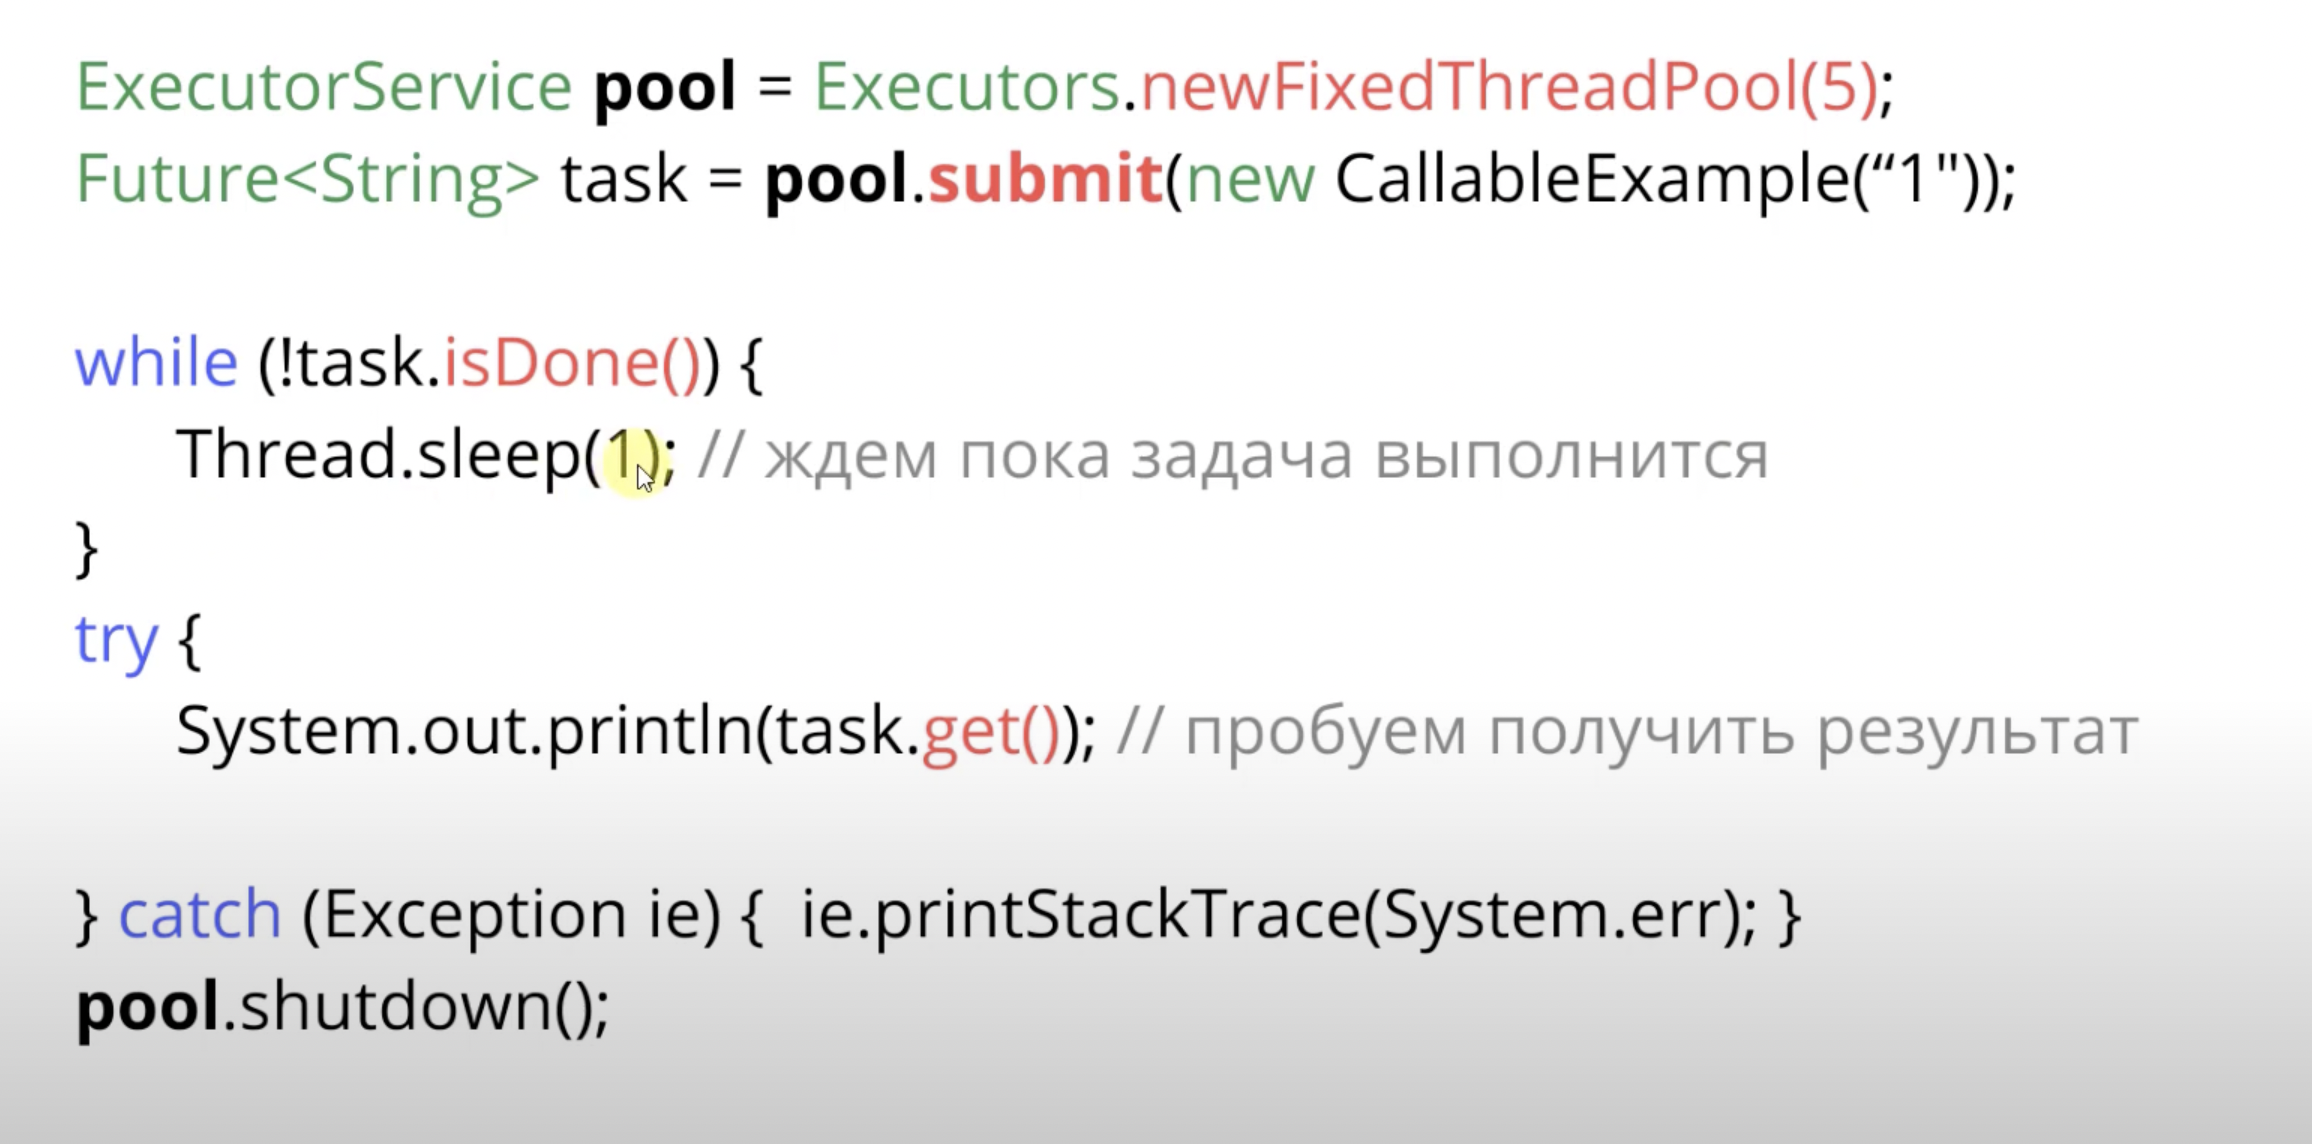 ExecutorService pool = Executors.newFixedThreadPool(5);
Future<String> task = pool.submit(new CallableExample(“1"));
while (!task.isDone()) {
Thread.sleep(1); // ждем пока задача выполнится
}
try {
System.out.println(task.get()); // пробуем получить результат
} catch (Exception ie) {  ie.printStackTrace(System.err); }
pool.shutdown();